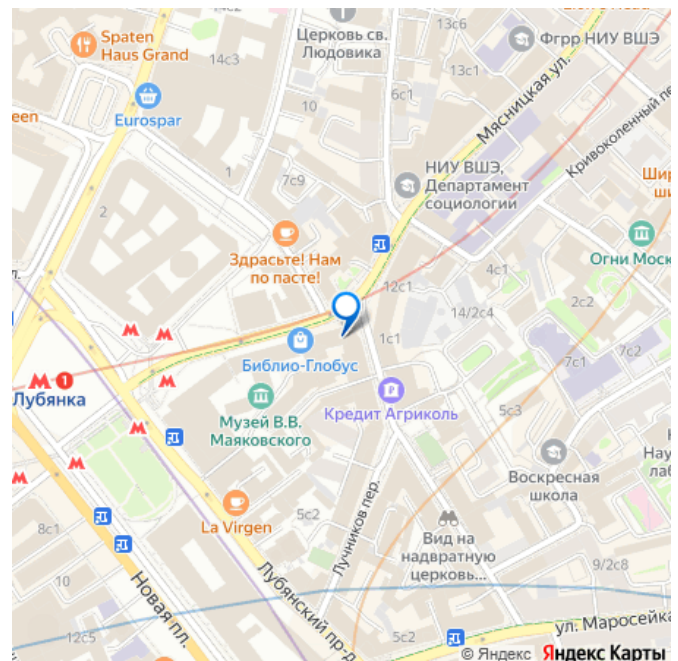 14с2
13с6
Церковь св.
Людовика
Spaten
Haus Grand
14с3
Фгрр НИУ ВШЭ
13с1
Мясницкая ул.
10
6с1
Eurospar
Кривоколенный
1
7с9
НИУ ВШЭ,
Департамент
социологии
2
Здрасьте! Нам
по пасте!
Огни Моск
4с1
12с1
2с2
14/2с4
1с1
7с1
7с2
Библио-Глобус
1
Лубянка
Музей В.В.
Маяковского
Кредит Агриколь
5с3
Воскресная
школа
La Virgen
5с2
Лучников пер.
Вид на
надвратную
церковь...
8с1
10
Новая пл.
Лубянский пр-д
9/2с8
12с5
5с2
ул. Маросейка
© Яндекс Яндекс Карты